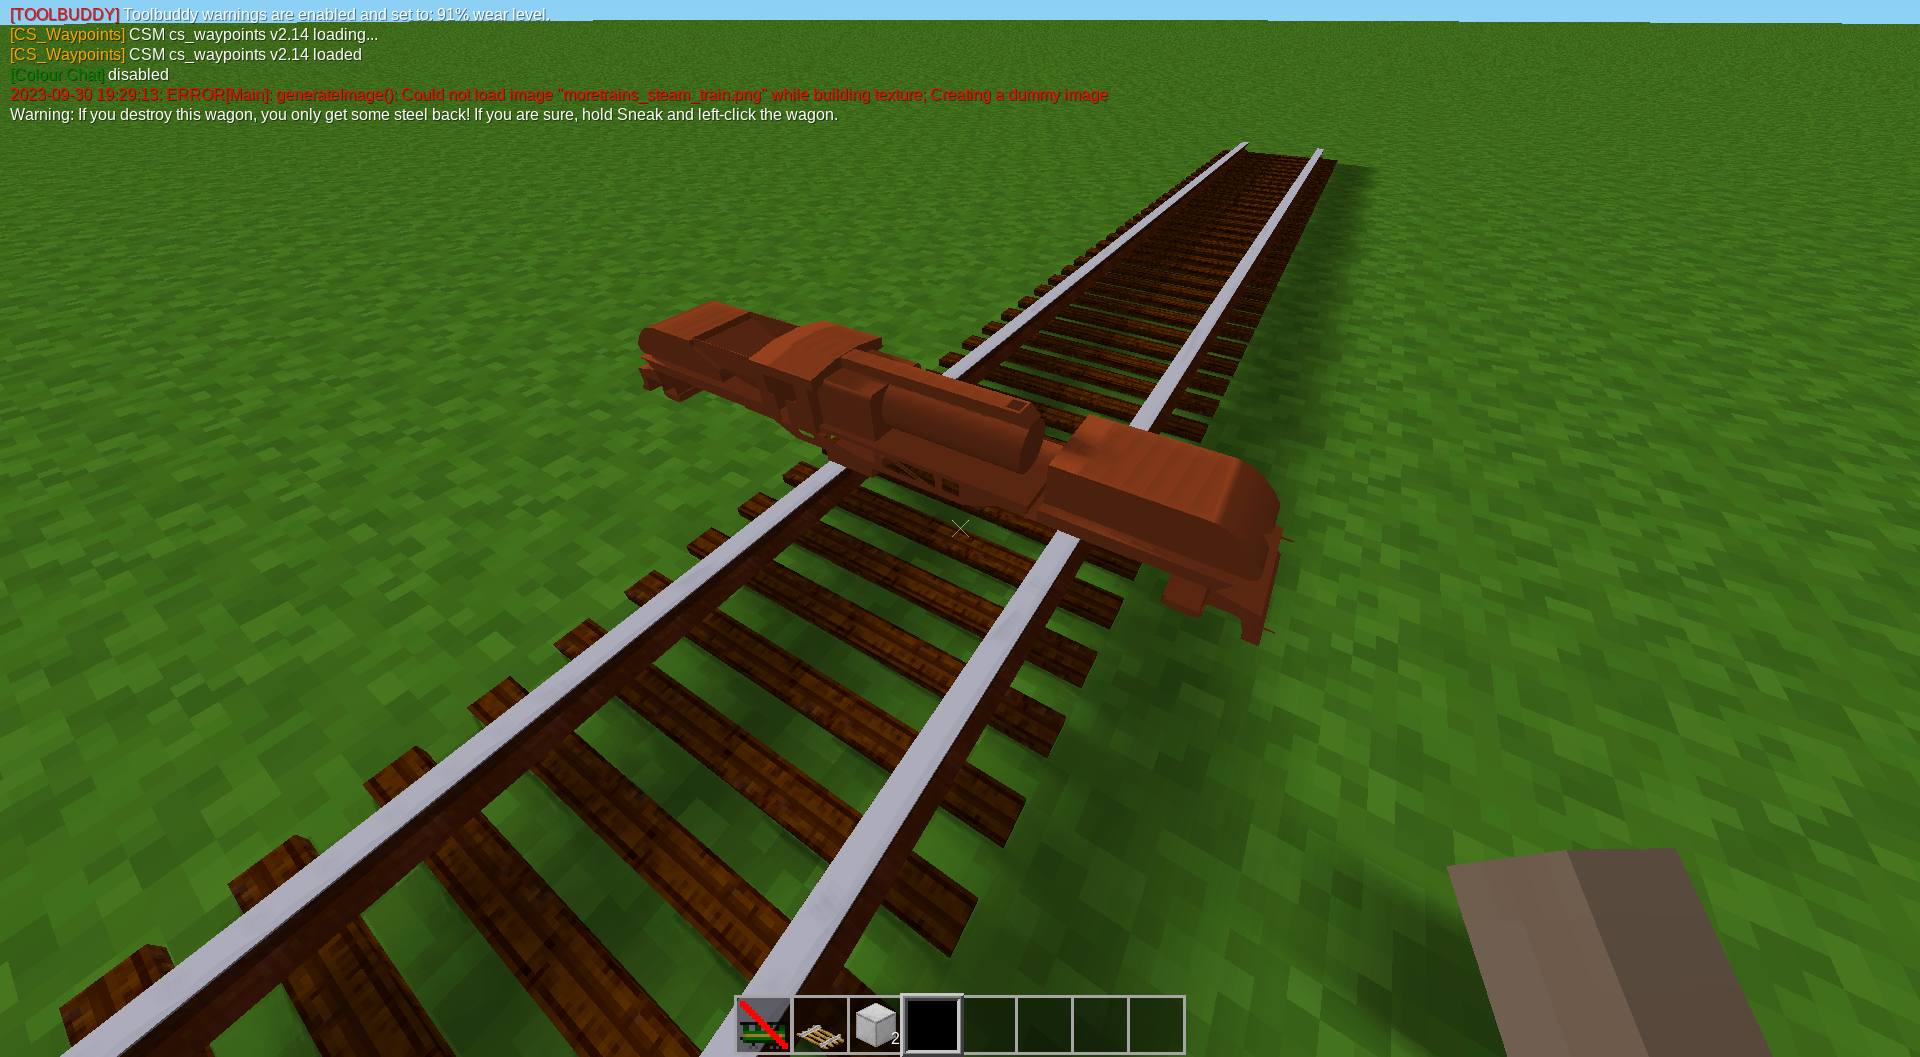 [TOOLBUDDY] Toolbuddy warnings are enabled and set to: 91% wear level.
[CS_Waypoints] CSM cs_waypoints v2.14 loading...
[CS_Waypoints] CSM cs_waypoints v2.14 loaded
[Colour Chat] disabled
2023-09-30 19:29:13: ERROR[Main]: generateImage(): Could not load image "moretrains_steam_train.png" while building texture; Creating a dummy image
Warning: If you destroy this wagon, you only get some steel back! If you are sure, hold Sneak and left-click the wagon.
2